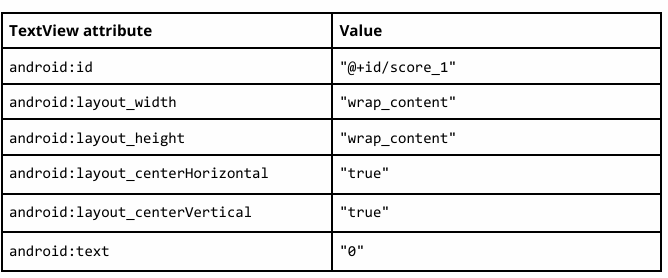 TextView attribute Value
android:id "@+id/score_1"
android:layout_width "wrap_content"
android:layout_height "wrap_content"
android:layout_centerHorizontal "true"
android:layout_centerVertical "true"
android:text "0"